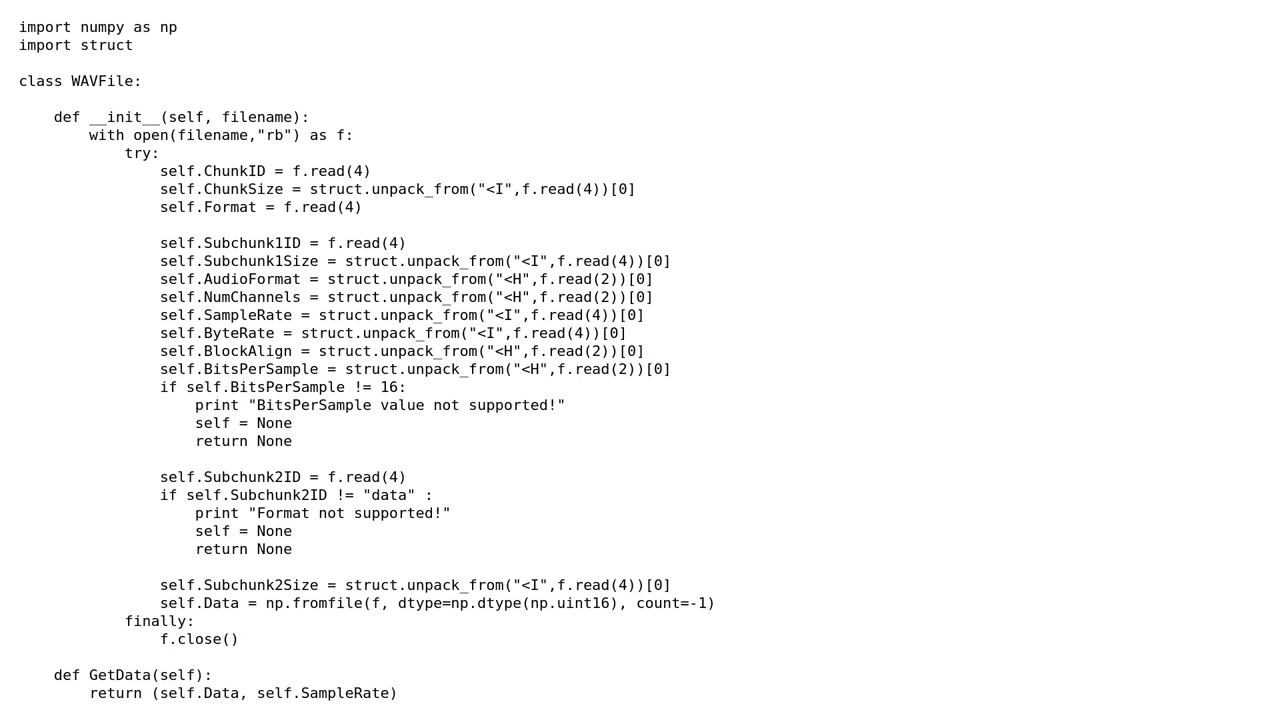 import numpy as np
import struct

class WAVFile:

    def __init__(self, filename):
        with open(filename,"rb") as f:
            try:
                self.ChunkID = f.read(4)
                self.ChunkSize = struct.unpack_from("<I",f.read(4))[0]
                self.Format = f.read(4)

                self.Subchunk1ID = f.read(4)
                self.Subchunk1Size = struct.unpack_from("<I",f.read(4))[0]
                self.AudioFormat = struct.unpack_from("<H",f.read(2))[0]
                self.NumChannels = struct.unpack_from("<H",f.read(2))[0]
                self.SampleRate = struct.unpack_from("<I",f.read(4))[0]
                self.ByteRate = struct.unpack_from("<I",f.read(4))[0]
                self.BlockAlign = struct.unpack_from("<H",f.read(2))[0]
                self.BitsPerSample = struct.unpack_from("<H",f.read(2))[0]
                if self.BitsPerSample != 16:
                    print "BitsPerSample value not supported!"
                    self = None
                    return None

                self.Subchunk2ID = f.read(4)
                if self.Subchunk2ID != "data" :
                    print "Format not supported!"
                    self = None
                    return None

                self.Subchunk2Size = struct.unpack_from("<I",f.read(4))[0]
                self.Data = np.fromfile(f, dtype=np.dtype(np.uint16), count=-1)
            finally:
                f.close()

    def GetData(self):
        return (self.Data, self.SampleRate)